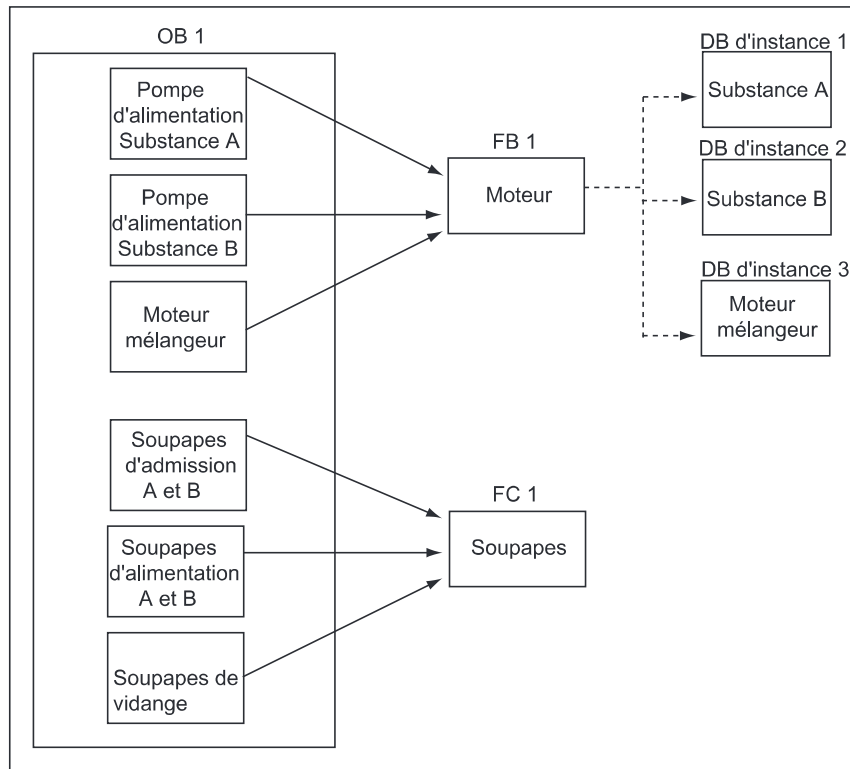 OB 1
Pompe
d'alimentation
Substance A
Pompe
d'alimentation
Substance B
Moteur
mélangeur
Soupapes
d'admission
A et B
Soupapes
d'alimentation
A et B
Soupapes de
vidange
FB 1
Moteur
FC 1
Soupapes
DB d'instance 1
Substance A
DB d'instance 2
Substance B
DB d'instance 3
Moteur
mélangeur